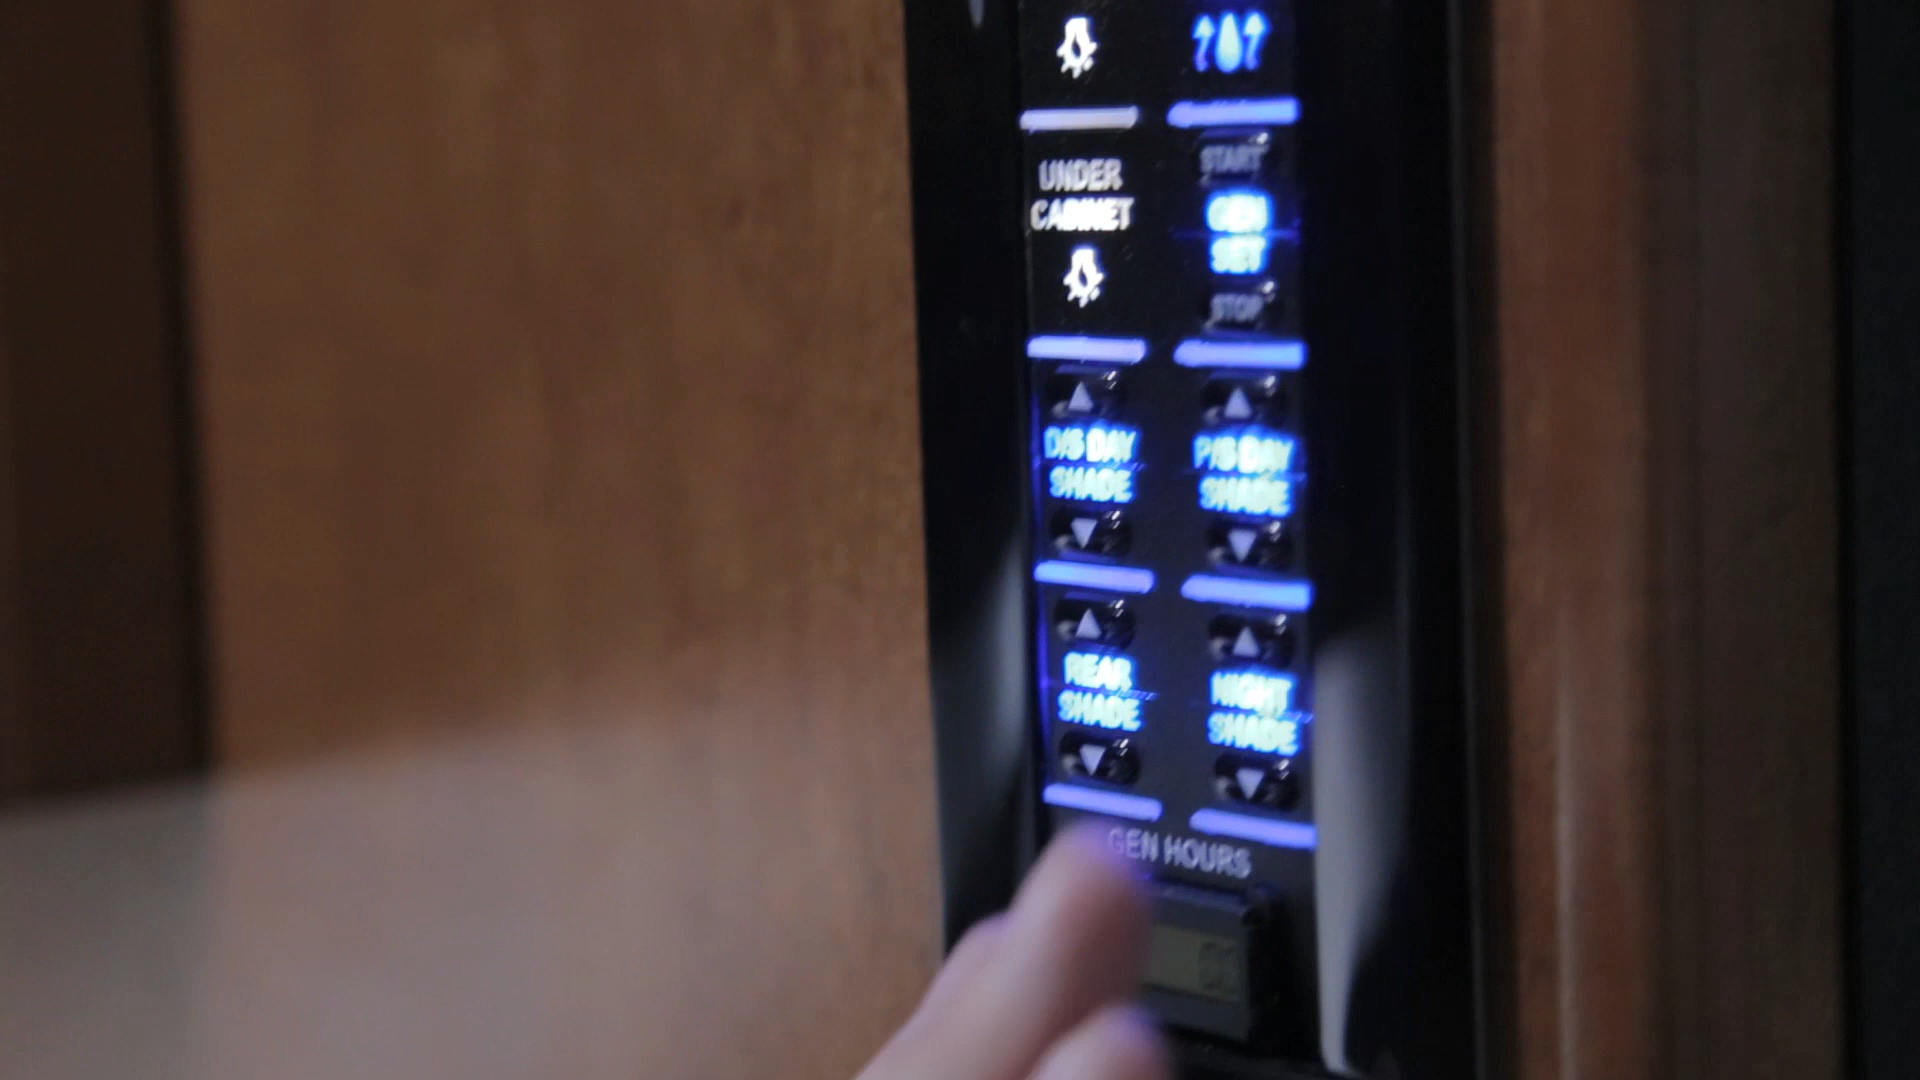 UNDER
CABINET
START
GEN
SET
STOP
D/S DAY
SHADE
P/S DAY
SHADE
REAR
SHADE
NIGHT
SHADE
GEN HOURS